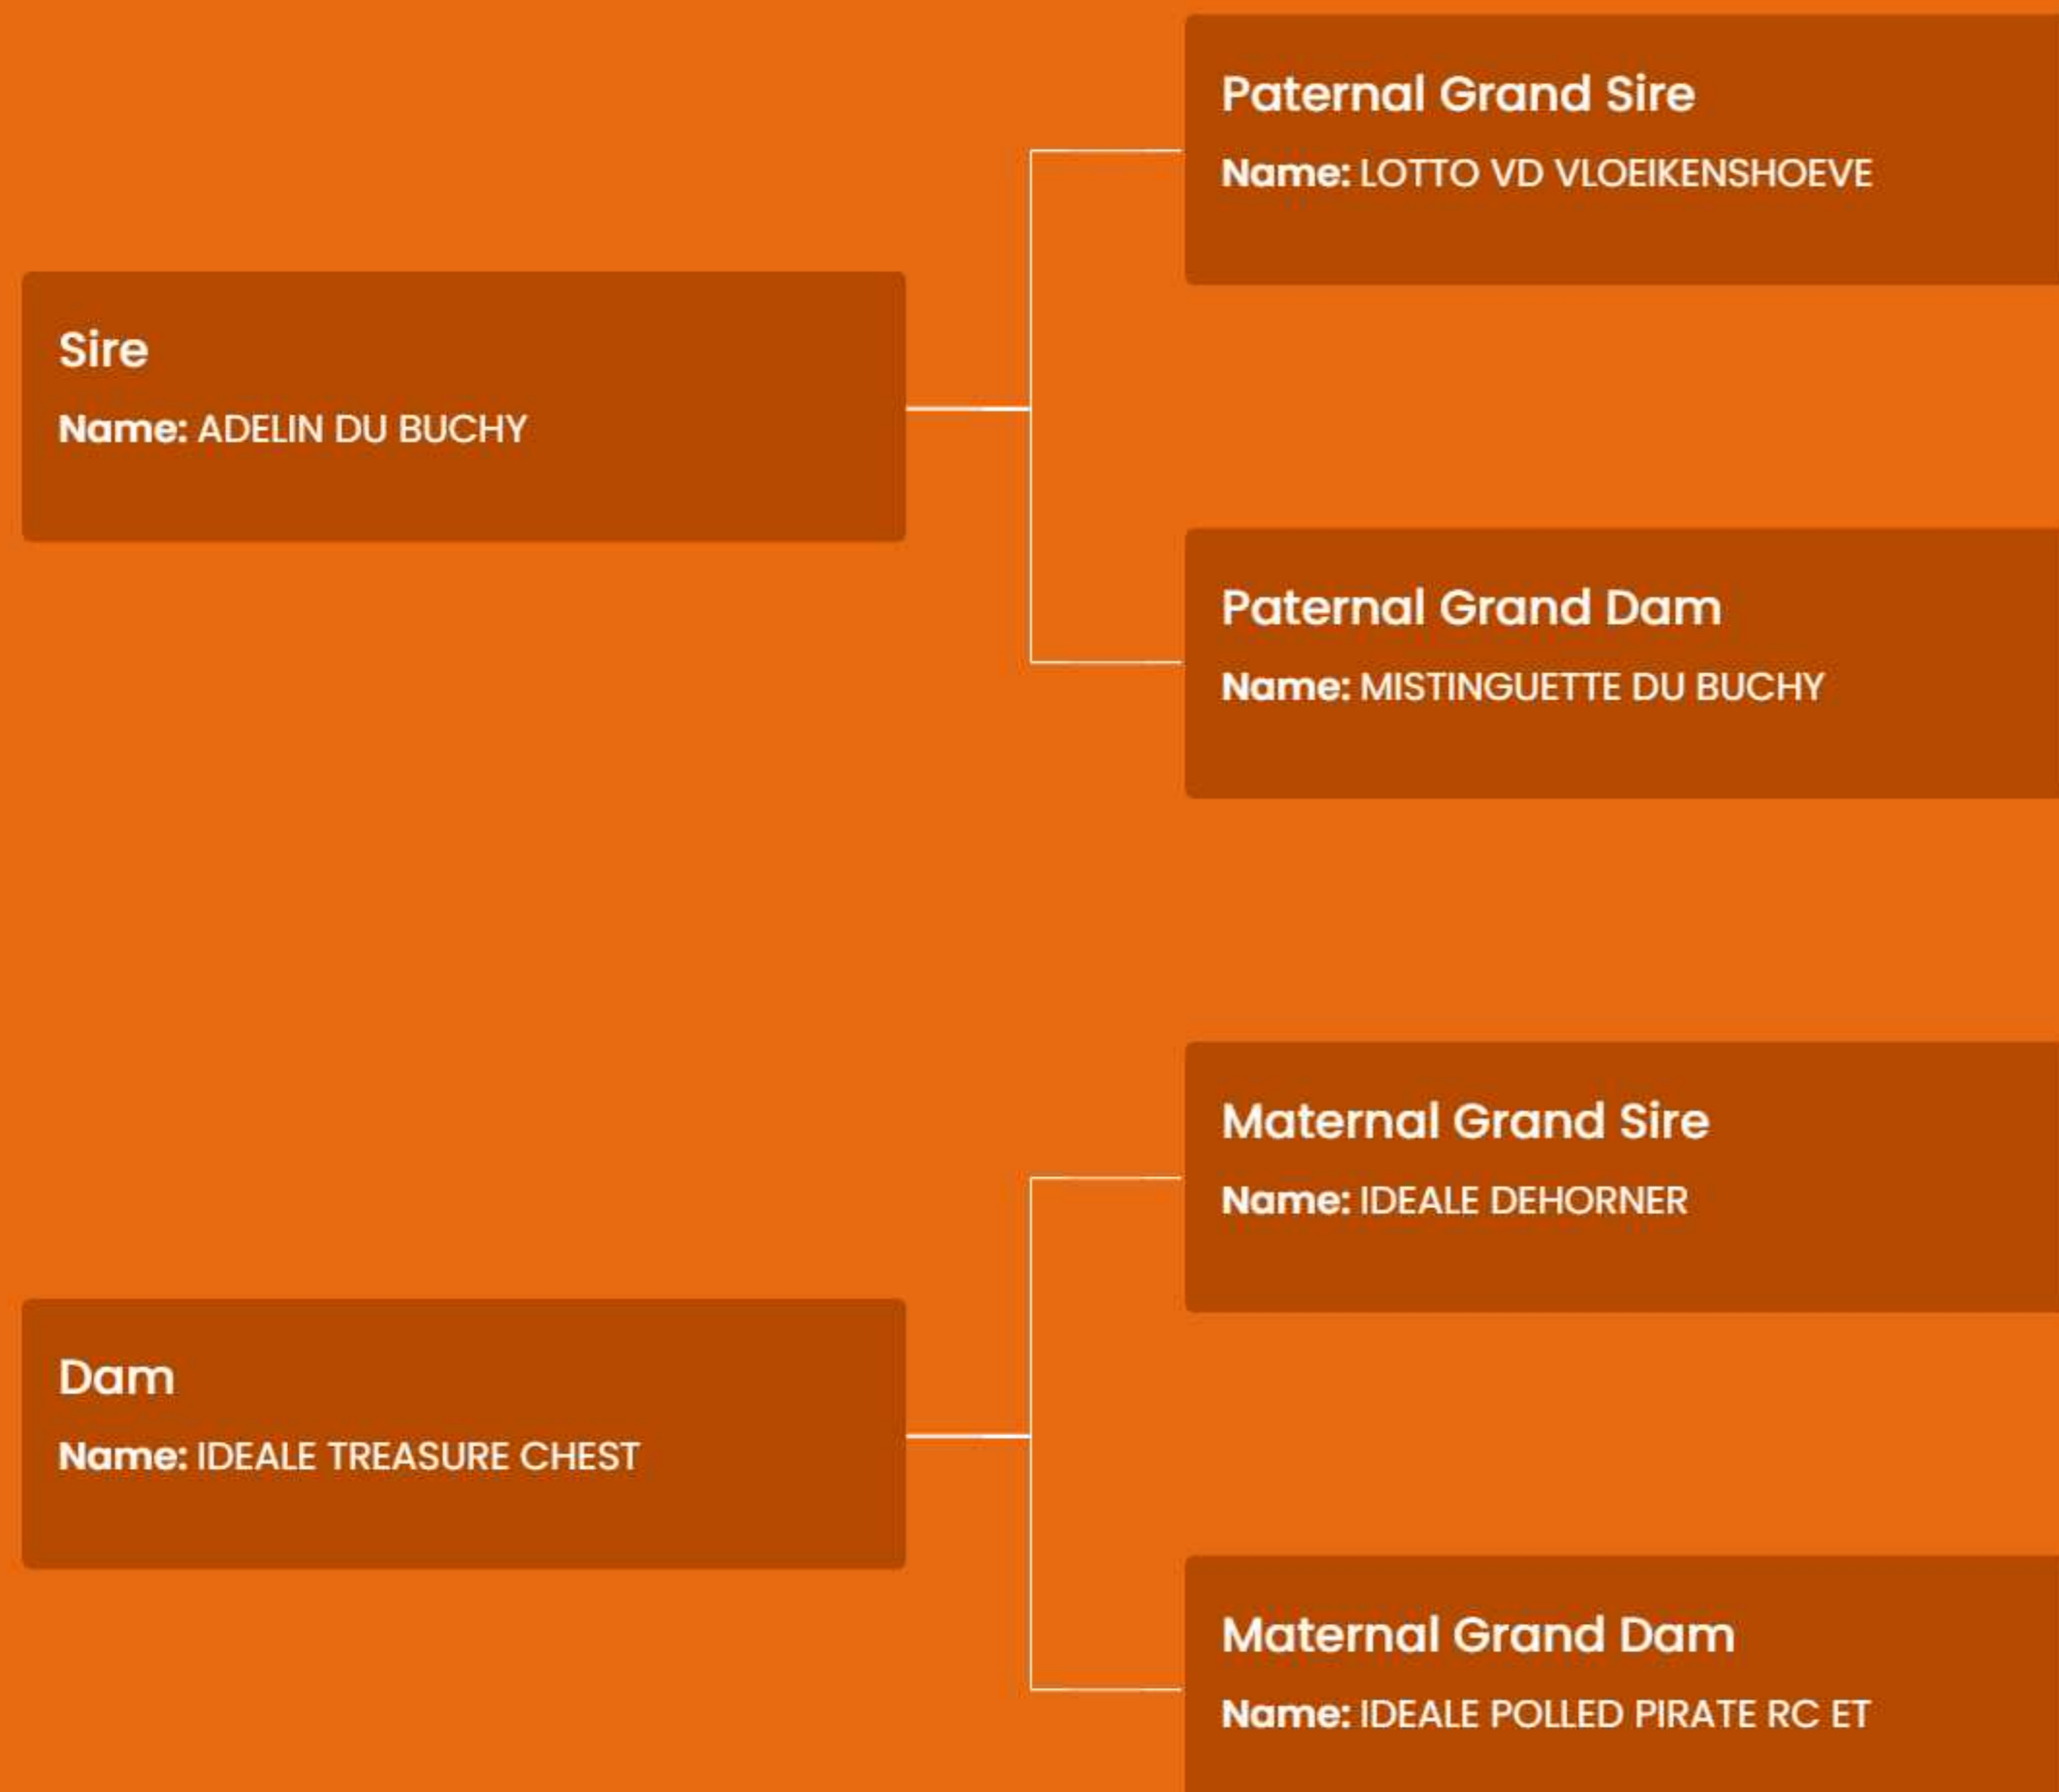 Paternal Grand Sire
Name: LOTTO VD VLOEIKENSHOEVE
Sire
Name: ADELIN DU BUCHY
Paternal Grand Dam
Name: MISTINGUETTE DU BUCHY
Maternal Grand Sire
Name: IDEALE DEHORNER
Dam
Name: IDEALE TREASURE CHEST
Maternal Grand Dam
Name: IDEALE POLLED PIRATE RC ET